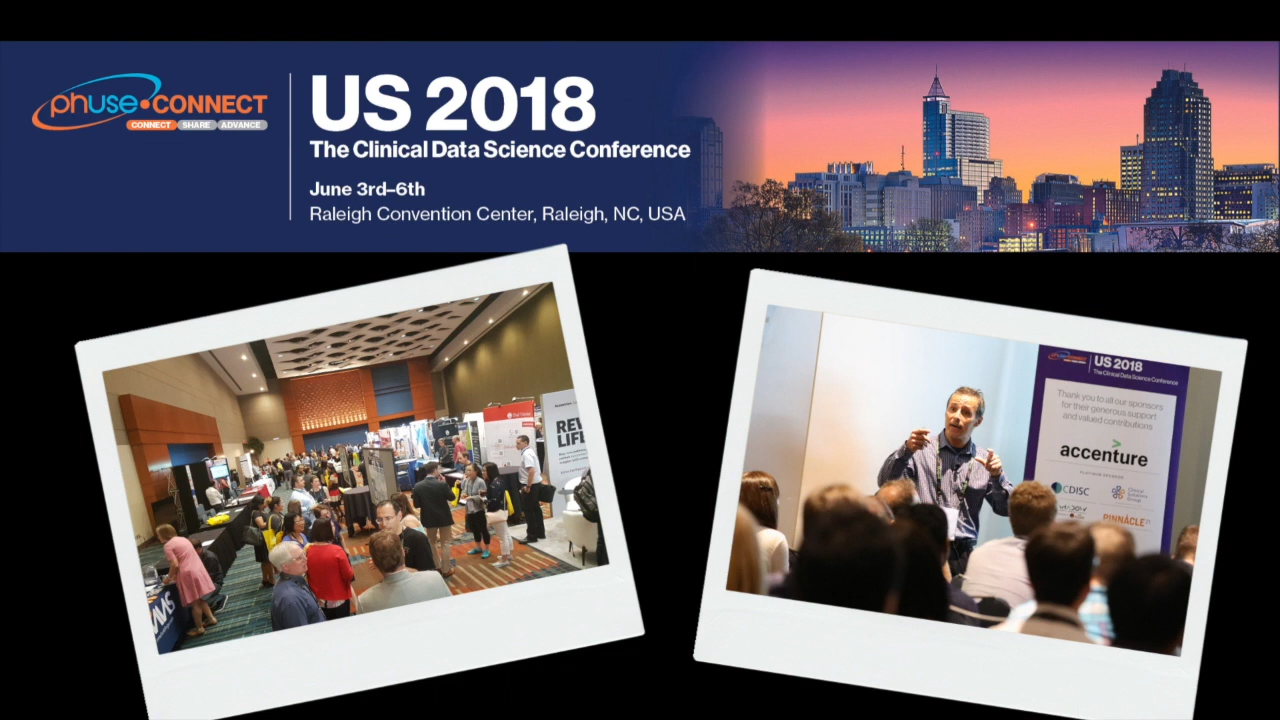 phuse•CONNECT
CONNECT SHARE ADVANCE
US 2018
The Clinical Data Science Conference
June 3rd–6th
Raleigh Convention Center, Raleigh, NC, USA
phuse•CONNECT
US 2018
The Clinical Data Science Conference
Thank you to all our sponsors
for their generous support
and valued contributions
accenture
CDISC
PINNACLE